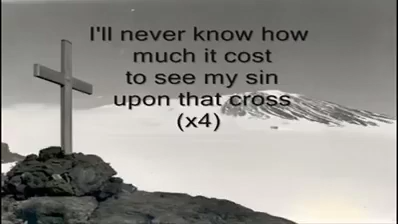 I'll never know how
much it cost
to see my sin
upon that cross
(x4)